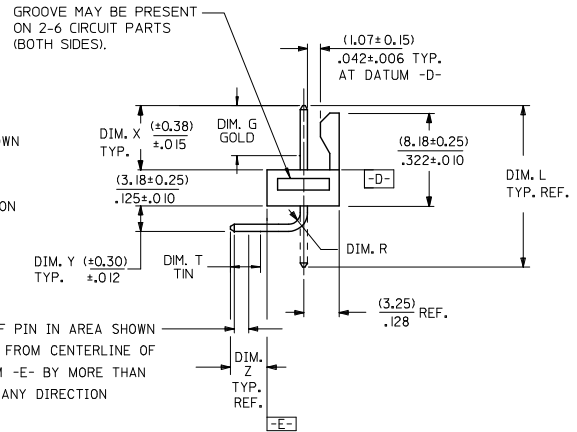 GROOVE MAY BE PRESENT
ON 2-6 CIRCUIT PARTS
(BOTH SIDES).
(1.07±0.15)
.042±.006 TYP.
AT DATUM -D-
OWN
DIM. X (±0.38)
TYP. ±.015
DIM. G
GOLD
(8.18±0.25)
.322±.010
DIM. L
TYP. REF.
(3.18±0.25)
.125±.010
-D-
ION
DIM. Y (±0.30)
TYP. ±.012
DIM. T
TIN
DIM. R
(3.25)
.128 REF.
F PIN IN AREA SHOWN
FROM CENTERLINE OF
M -E- BY MORE THAN
ANY DIRECTION
DIM.
Z
TYP.
REF.
-E-